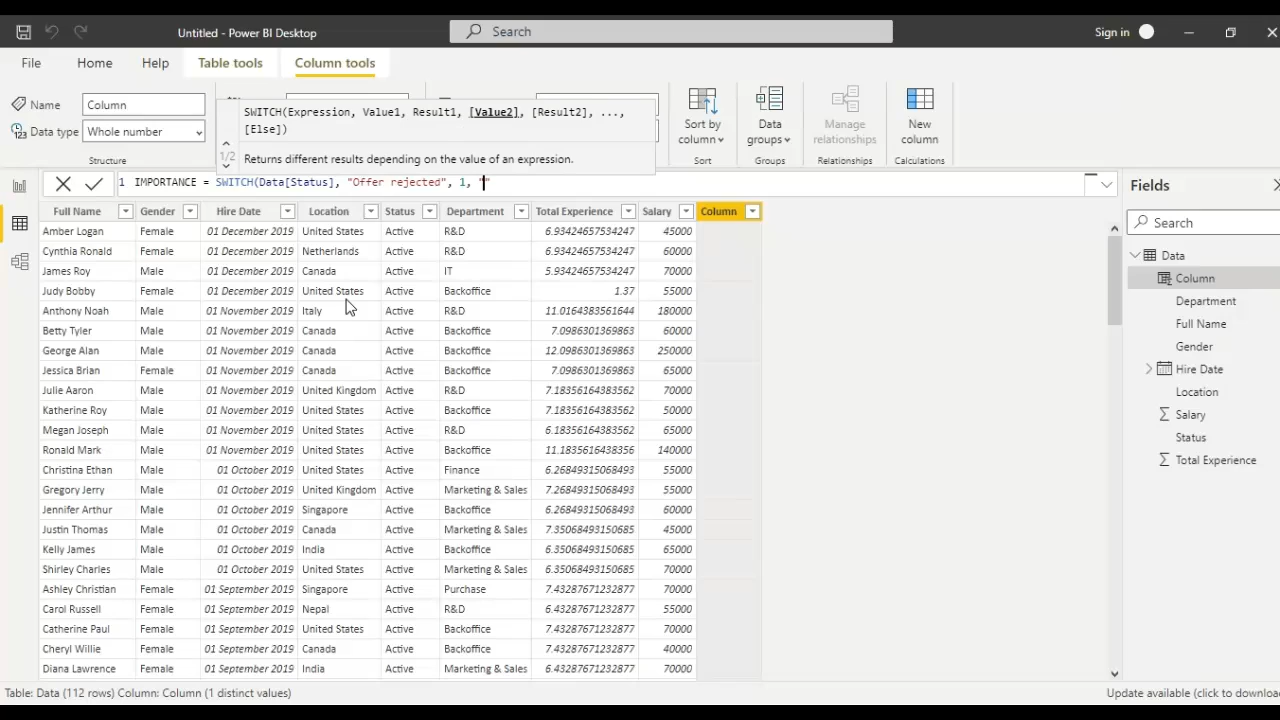 Untitled - Power BI Desktop
Search
Sign in
File Home Help Table tools Column tools
Name Column
Data type Whole number
Structure
SWITCH(Expression, Value1, Result1, [Value2], [Result2], ...,
[Else])
1/2
Returns different results depending on the value of an expression.
Sort by
column
Sort
Data
groups
Groups
Manage
relationships
Relationships
New
column
Calculations
1 IMPORTANCE = SWITCH(Data[Status], "Offer rejected", 1, ""
Full Name Gender Hire Date Location Status Department Total Experience Salary Column
Amber Logan Female 01 December 2019 United States Active R&D 6.93424657534247 45000
Cynthia Ronald Female 01 December 2019 Netherlands Active R&D 6.93424657534247 60000
James Roy Male 01 December 2019 Canada Active IT 5.93424657534247 70000
Judy Bobby Female 01 December 2019 United States Active Backoffice 1.37 55000
Anthony Noah Male 01 November 2019 Italy Active R&D 11.0164383561644 180000
Betty Tyler Male 01 November 2019 Canada Active Backoffice 7.0986301369863 60000
George Alan Male 01 November 2019 Canada Active Backoffice 12.0986301369863 250000
Jessica Brian Female 01 November 2019 Canada Active Backoffice 7.0986301369863 65000
Julie Aaron Male 01 November 2019 United Kingdom Active R&D 7.18356164383562 70000
Katherine Roy Male 01 November 2019 United States Active Backoffice 7.18356164383562 50000
Megan Joseph Male 01 November 2019 United States Active R&D 6.18356164383562 65000
Ronald Mark Male 01 November 2019 United States Active Backoffice 11.1835616438356 140000
Christina Ethan Male 01 October 2019 United States Active Finance 6.26849315068493 55000
Gregory Jerry Male 01 October 2019 United Kingdom Active Marketing & Sales 7.26849315068493 55000
Jennifer Arthur Male 01 October 2019 Singapore Active Backoffice 6.26849315068493 60000
Justin Thomas Male 01 October 2019 Canada Active Marketing & Sales 7.35068493150685 45000
Kelly James Male 01 October 2019 India Active Backoffice 6.35068493150685 65000
Shirley Charles Male 01 October 2019 United States Active Marketing & Sales 6.35068493150685 70000
Ashley Christian Female 01 September 2019 Singapore Active Purchase 7.43287671232877 70000
Carol Russell Female 01 September 2019 Nepal Active R&D 6.43287671232877 55000
Catherine Paul Female 01 September 2019 United States Active Backoffice 7.43287671232877 70000
Cheryl Willie Female 01 September 2019 Canada Active Backoffice 7.43287671232877 40000
Diana Lawrence Female 01 September 2019 India Active Marketing & Sales 6.43287671232877 70000
Fields
Search
Data
Column
Department
Full Name
Gender
Hire Date
Location
Salary
Status
Total Experience
Table: Data (112 rows) Column: Column (1 distinct values)
Update available (click to download